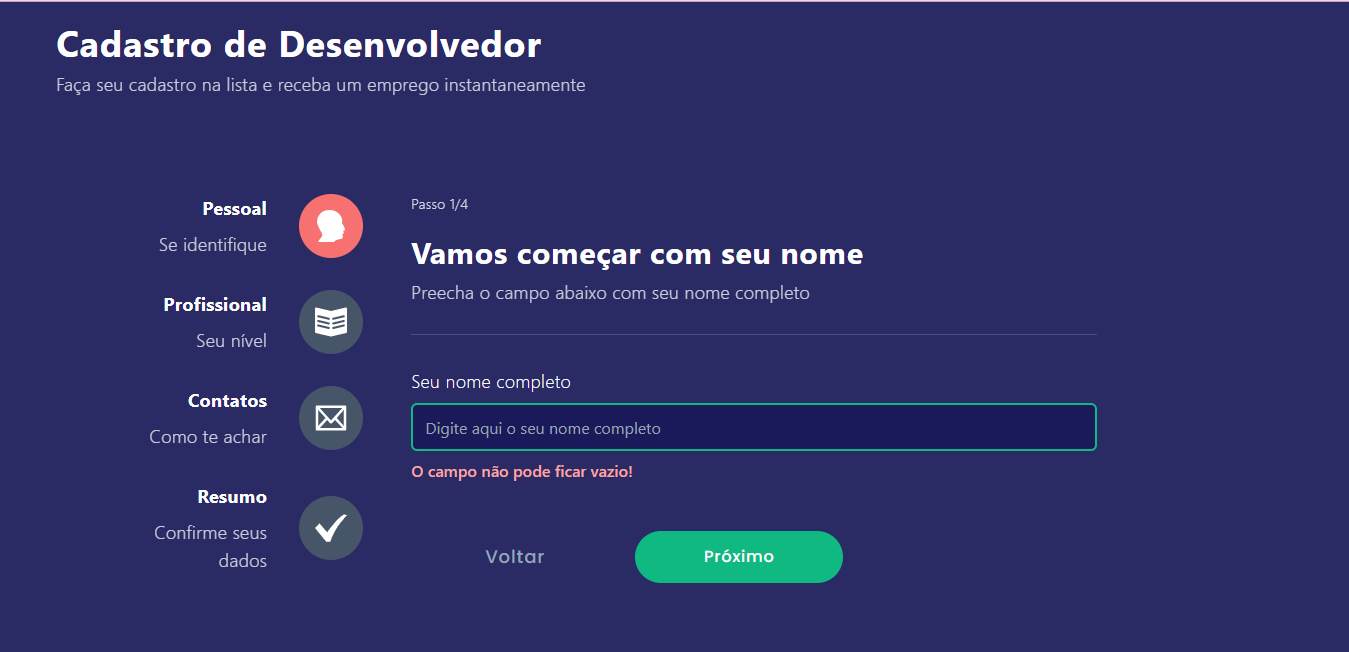 Cadastro de Desenvolvedor
Faça seu cadastro na lista e receba um emprego instantaneamente
Pessoal
Se identifique
Profissional
Seu nível
Contatos
Como te achar
Resumo
Confirme seus
dados
Passo 1/4
Vamos começar com seu nome
Preecha o campo abaixo com seu nome completo
Seu nome completo
Digite aqui o seu nome completo
O campo não pode ficar vazio!
Voltar
Próximo